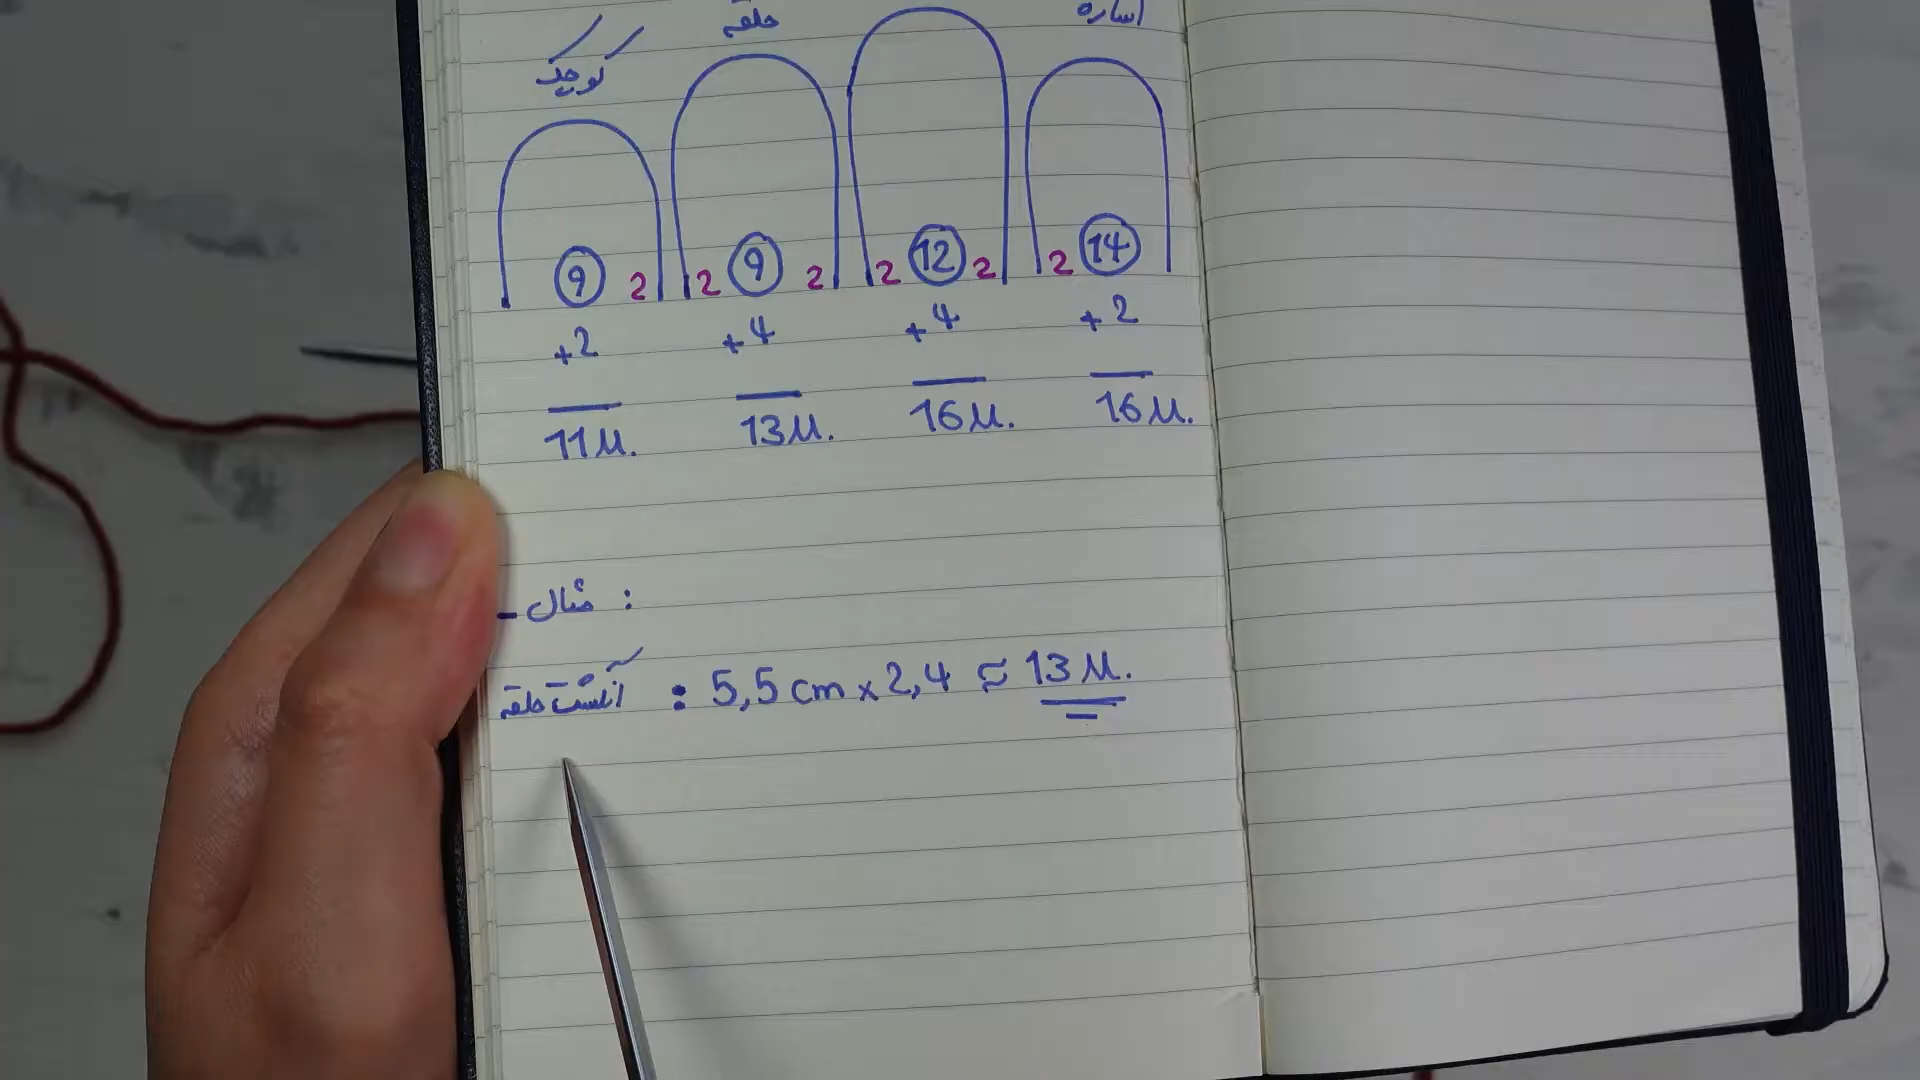 کوچک حلقه اشاره
9 2 2 9 2 2 12 2 2 14
+2 +4 +4 +2
11M. 13M. 16M. 16M.
- مثال :
انگشت حلقه : 5,5 cm x 2,4 ≈ 13 M.